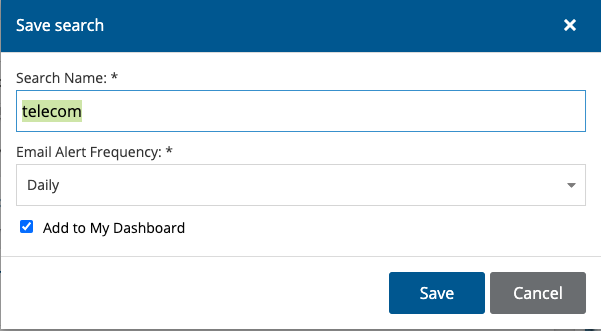 Save search ×
Search Name: *
telecom
Email Alert Frequency: *
Daily
Add to My Dashboard
Save Cancel